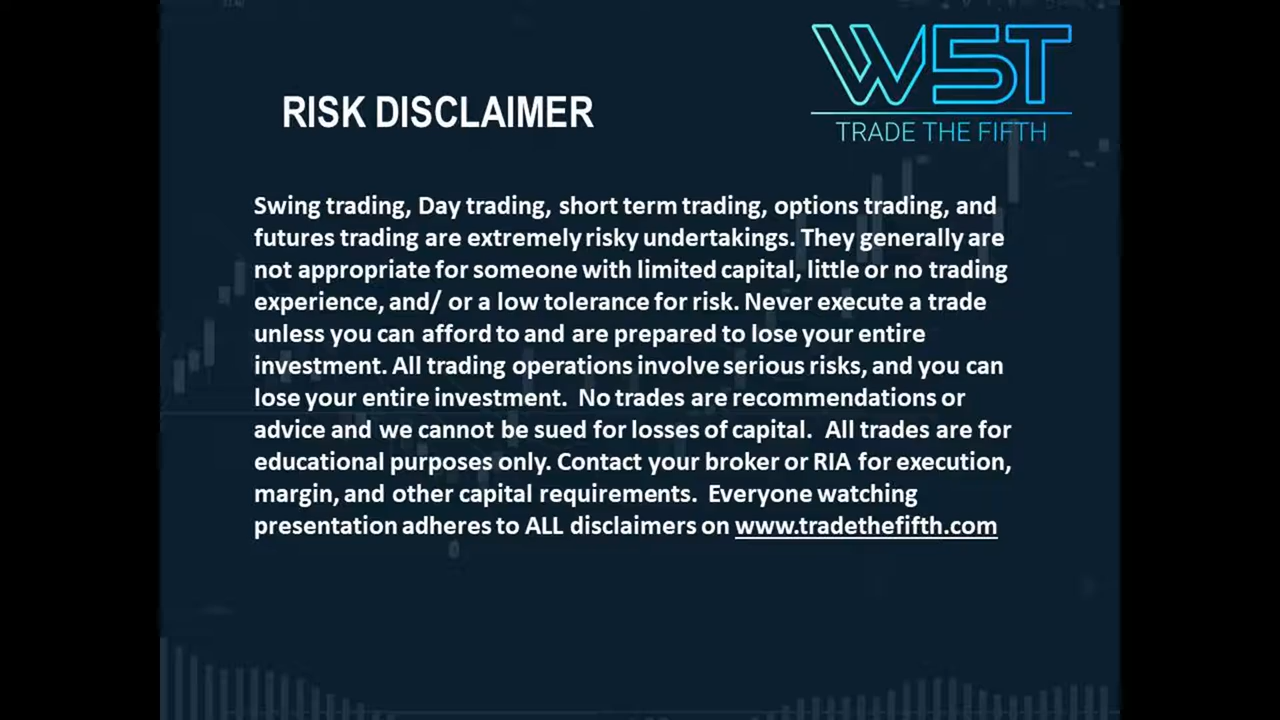 W5T
TRADE THE FIFTH
RISK DISCLAIMER
Swing trading, Day trading, short term trading, options trading, and
futures trading are extremely risky undertakings. They generally are
not appropriate for someone with limited capital, little or no trading
experience, and/ or a low tolerance for risk. Never execute a trade
unless you can afford to and are prepared to lose your entire
investment. All trading operations involve serious risks, and you can
lose your entire investment.  No trades are recommendations or
advice and we cannot be sued for losses of capital.  All trades are for
educational purposes only. Contact your broker or RIA for execution,
margin, and other capital requirements.  Everyone watching
presentation adheres to ALL disclaimers on www.tradethefifth.com
0